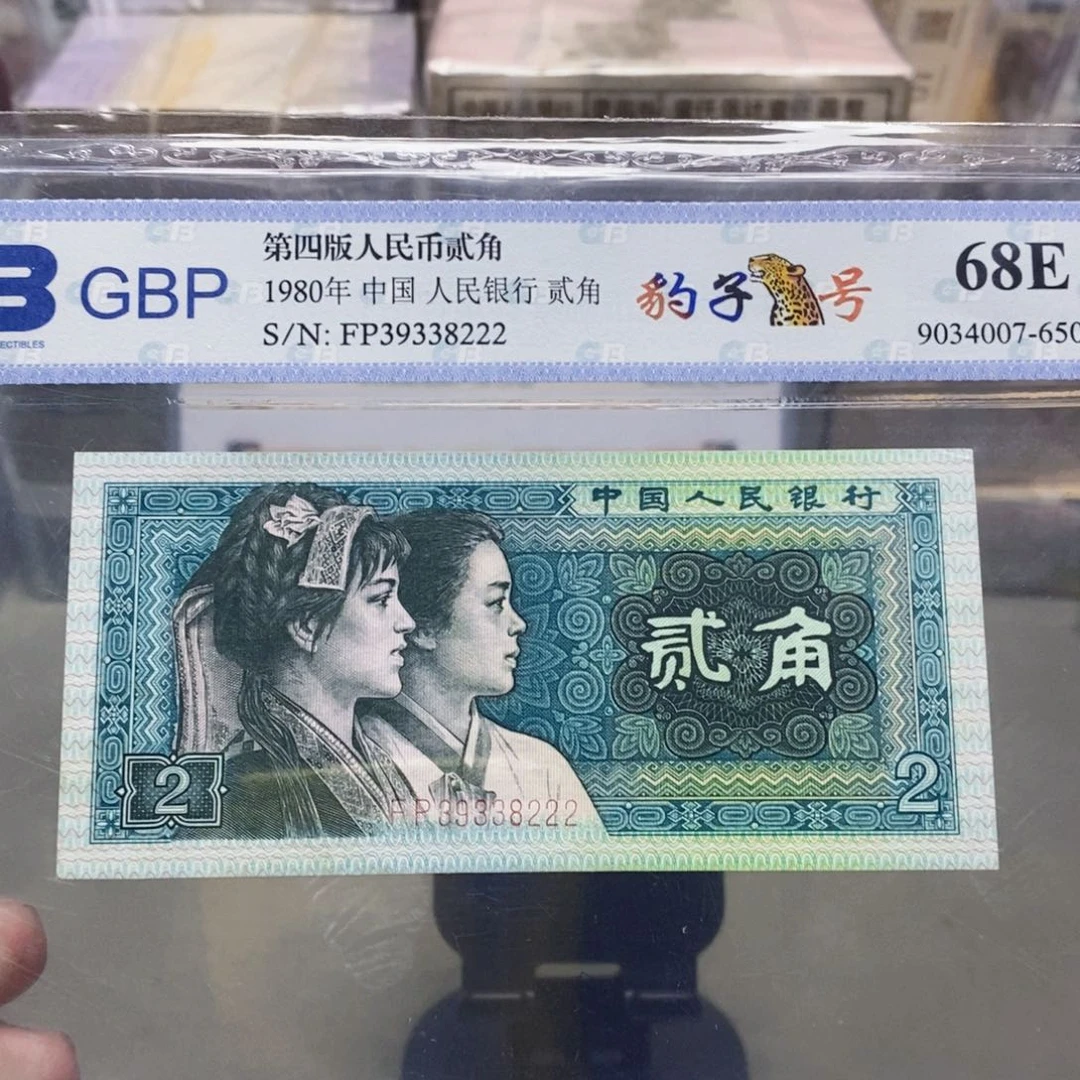 GBP
ECTIBLES
第四版人民币贰角
1980年 中国 人民银行 贰角
S/N: FP39338222
豹子号
68E
9034007-650
中国人民银行
贰角
2
2
FP39338222